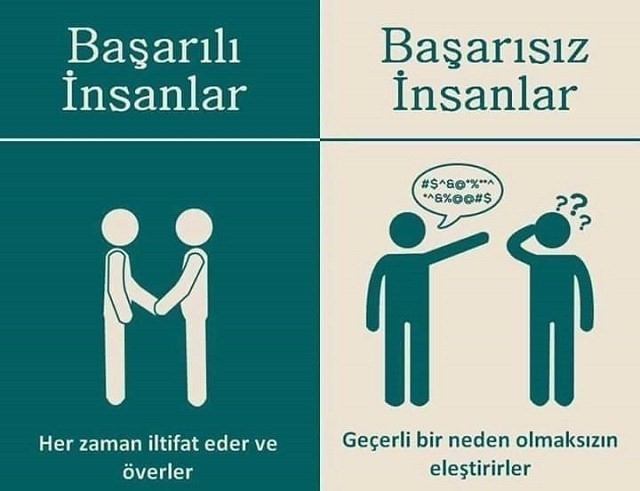 Başarılı
İnsanlar
Her zaman iltifat eder ve
överler
Başarısız
İnsanlar
#$^&@*%**^
*^&%@@#$
???
Geçerli bir neden olmaksızın
eleştirirler